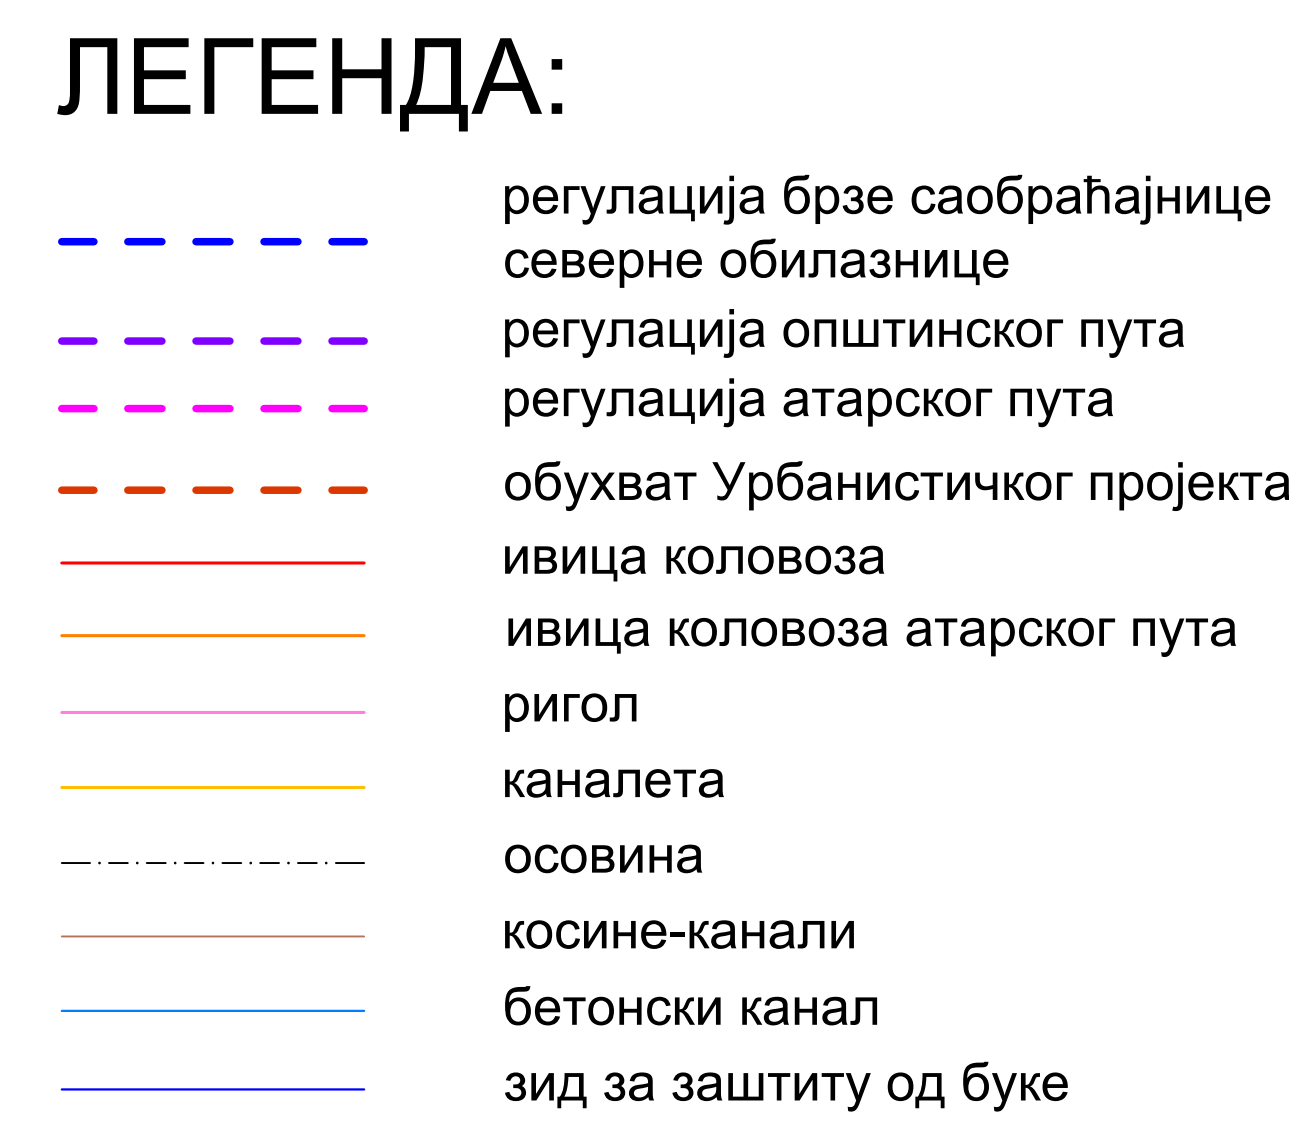 ЛЕГЕНДА:
регулација брзе саобраћајнице
северне обилазнице
регулација општинског пута
регулација атарског пута
обухват Урбанистичког пројекта
ивица коловоза
ивица коловоза атарског пута
ригол
каналета
осовина
косине-канали
бетонски канал
зид за заштиту од буке